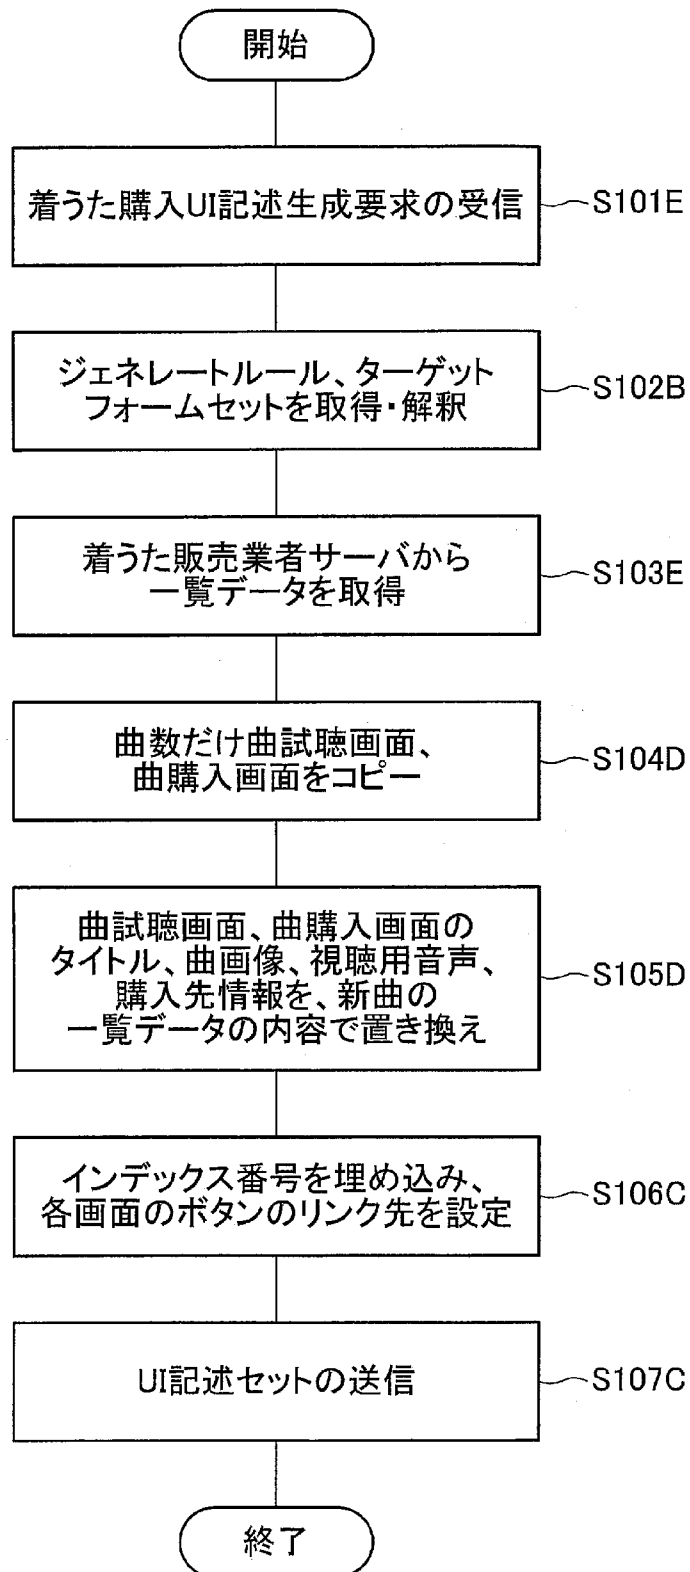 開始
着うた購入UI記述生成要求の受信
S101E
ジェネレートルール、ターゲット
フォームセットを取得・解釈
S102B
着うた販売業者サーバから
一覧データを取得
S103E
曲数だけ曲試聴画面、
曲購入画面をコピー
S104D
曲試聴画面、曲購入画面の
タイトル、曲画像、視聴用音声、
購入先情報を、新曲の
一覧データの内容で置き換え
S105D
インデックス番号を埋め込み、
各画面のボタンのリンク先を設定
S106C
UI記述セットの送信
S107C
終了